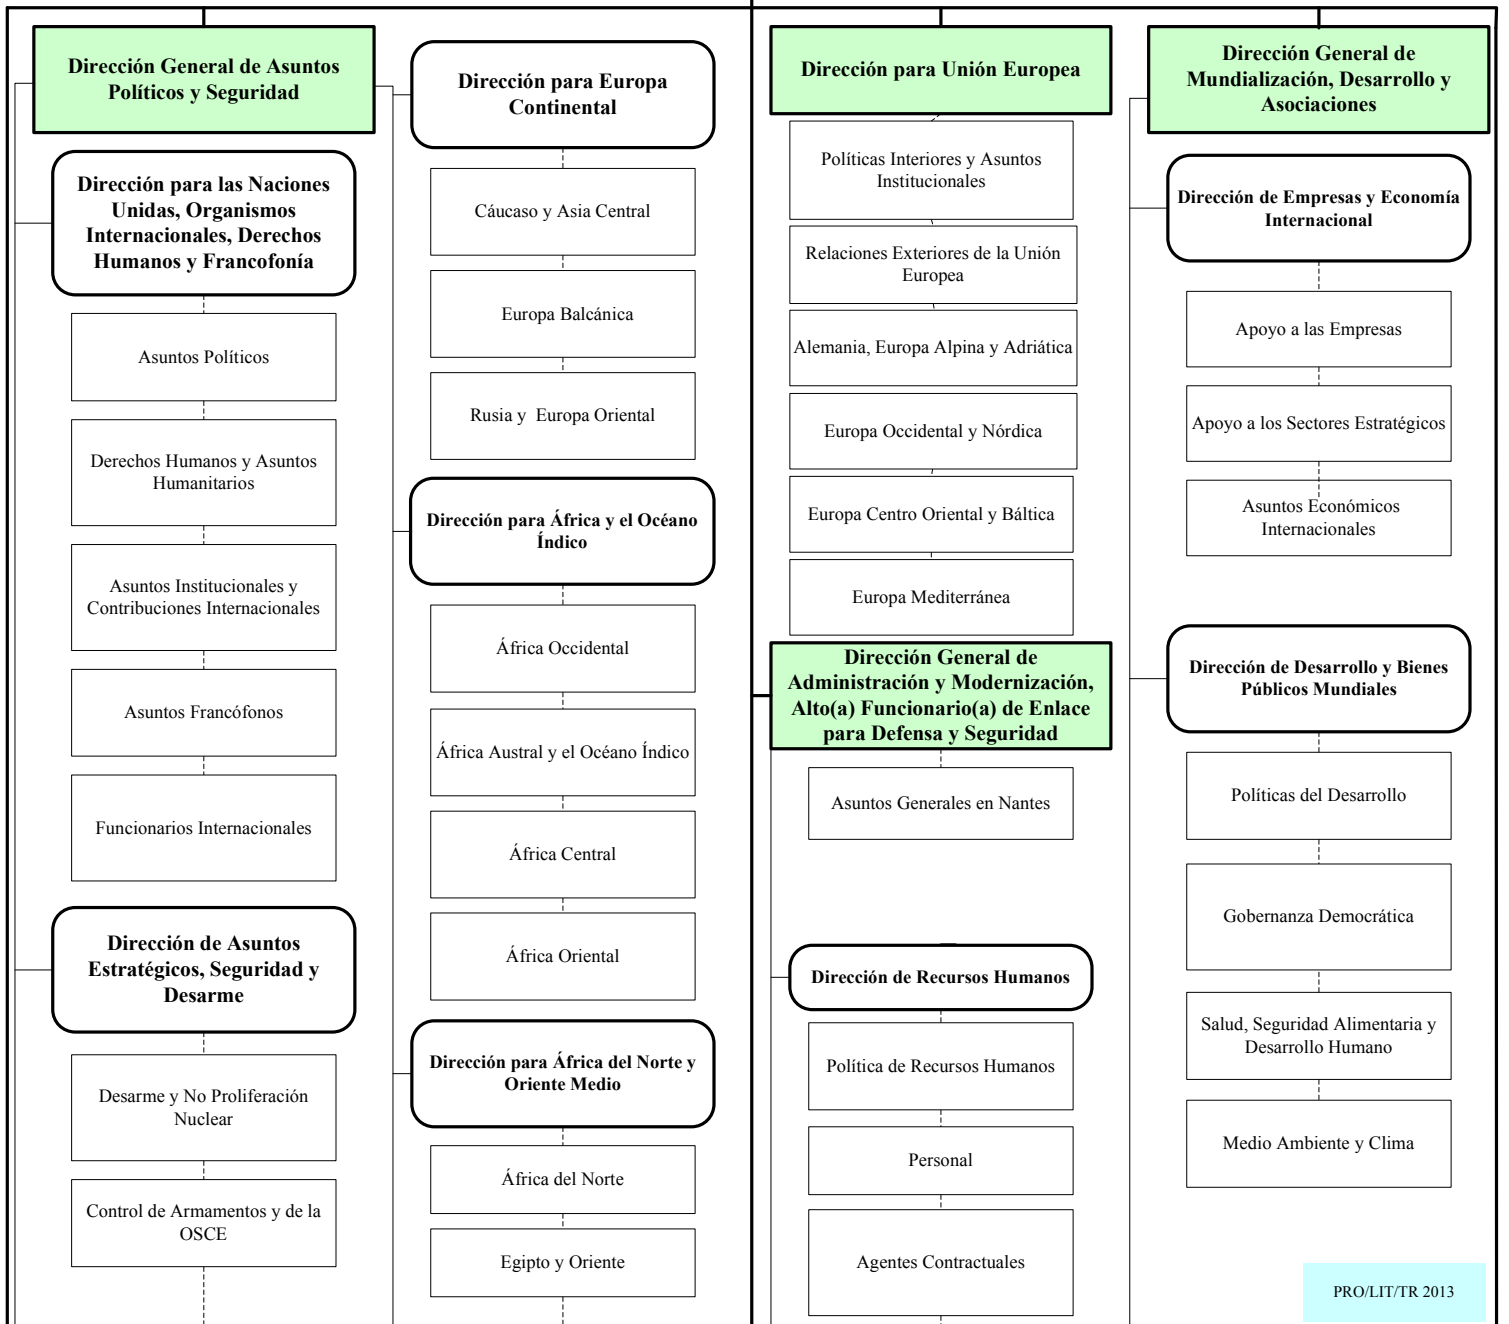 Dirección General de Asuntos
Políticos y Seguridad
Dirección para las Naciones
Unidas, Organismos
Internacionales, Derechos
Humanos y Francofonía
Asuntos Políticos
Derechos Humanos y Asuntos
Humanitarios
Asuntos Institucionales y
Contribuciones Internacionales
Asuntos Francófonos
Funcionarios Internacionales
Dirección de Asuntos
Estratégicos, Seguridad y
Desarme
Desarme y No Proliferación
Nuclear
Control de Armamentos y de la
OSCE
Dirección para Europa
Continental
Cáucaso y Asia Central
Europa Balcánica
Rusia y Europa Oriental
Dirección para África y el Océano
Índico
África Occidental
África Austral y el Océano Índico
África Central
África Oriental
Dirección para África del Norte y
Oriente Medio
África del Norte
Egipto y Oriente
Dirección para Unión Europea
Políticas Interiores y Asuntos
Institucionales
Relaciones Exteriores de la Unión
Europea
Alemania, Europa Alpina y Adriática
Europa Occidental y Nórdica
Europa Centro Oriental y Báltica
Europa Mediterránea
Dirección General de
Administración y Modernización,
Alto(a) Funcionario(a) de Enlace
para Defensa y Seguridad
Asuntos Generales en Nantes
Dirección de Recursos Humanos
Política de Recursos Humanos
Personal
Agentes Contractuales
Dirección General de
Mundialización, Desarrollo y
Asociaciones
Dirección de Empresas y Economía
Internacional
Apoyo a las Empresas
Apoyo a los Sectores Estratégicos
Asuntos Económicos
Internacionales
Dirección de Desarrollo y Bienes
Públicos Mundiales
Políticas del Desarrollo
Gobernanza Democrática
Salud, Seguridad Alimentaria y
Desarrollo Humano
Medio Ambiente y Clima
PRO/LIT/TR 2013